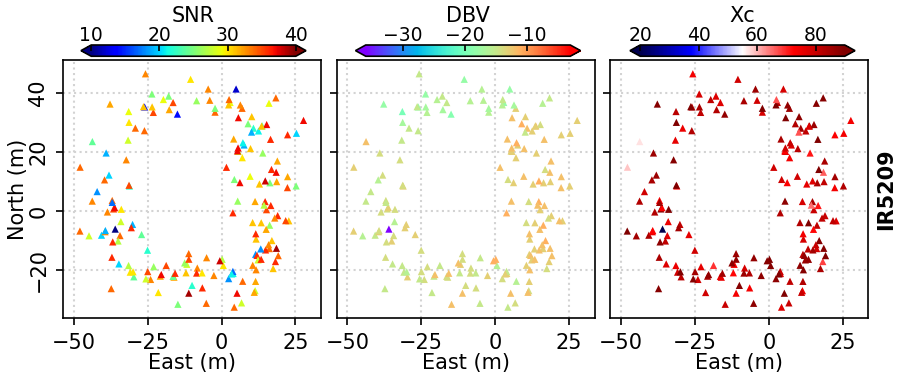 SNR DBV Xc
10 20 30 40 −30 −20 −10 20 40 60 80
40
20
0
−20
North (m)
IR5209
−50 −25 0 25 −50 −25 0 25 −50 −25 0 25
East (m) East (m) East (m)